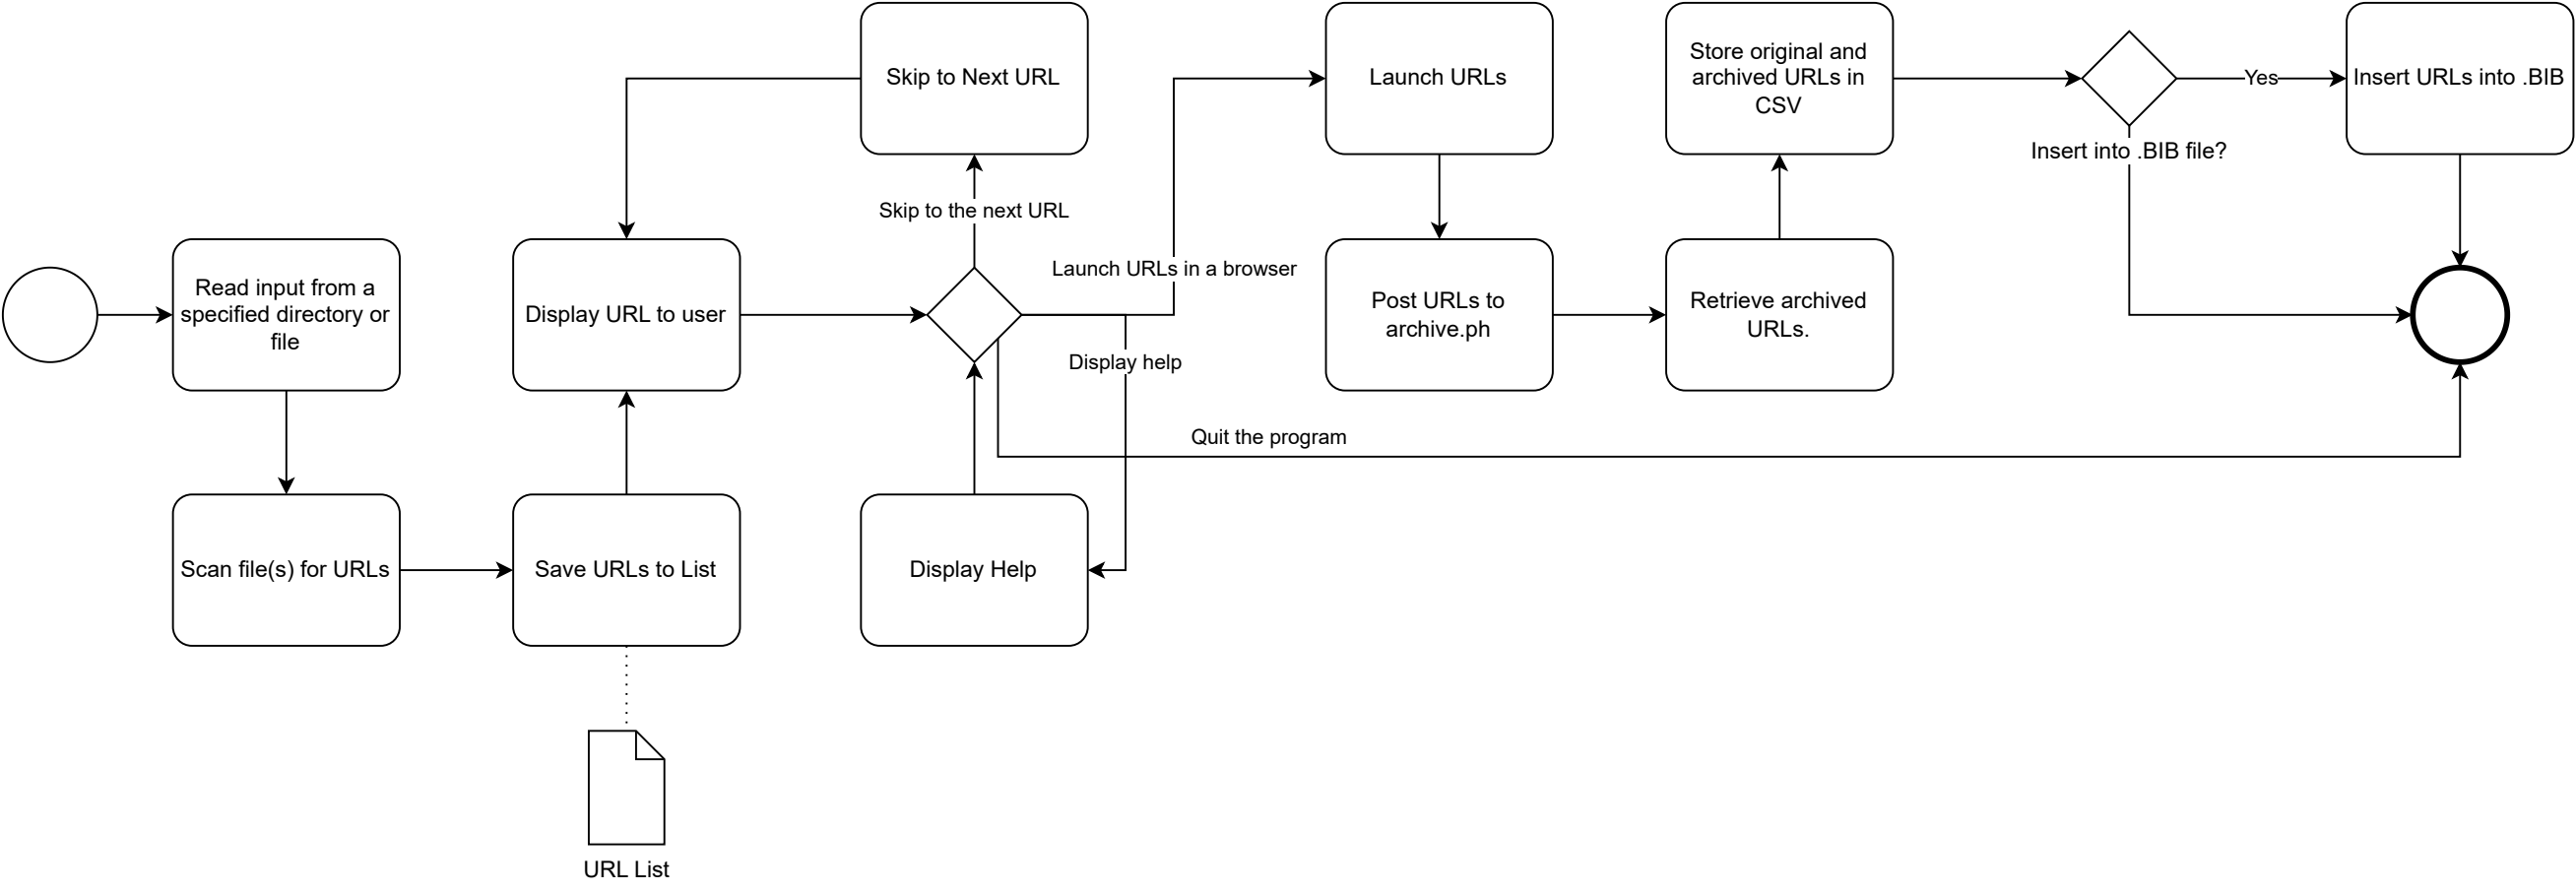 Skip to Next URL
Launch URLs
Store original and
archived URLs in
CSV
Yes
Insert URLs into .BIB
Insert into .BIB file?
Skip to the next URL
Launch URLs in a browser
Read input from a
specified directory or
file
Display URL to user
Post URLs to
archive.ph
Retrieve archived
URLs.
Display help
Quit the program
Scan file(s) for URLs
Save URLs to List
Display Help
URL List